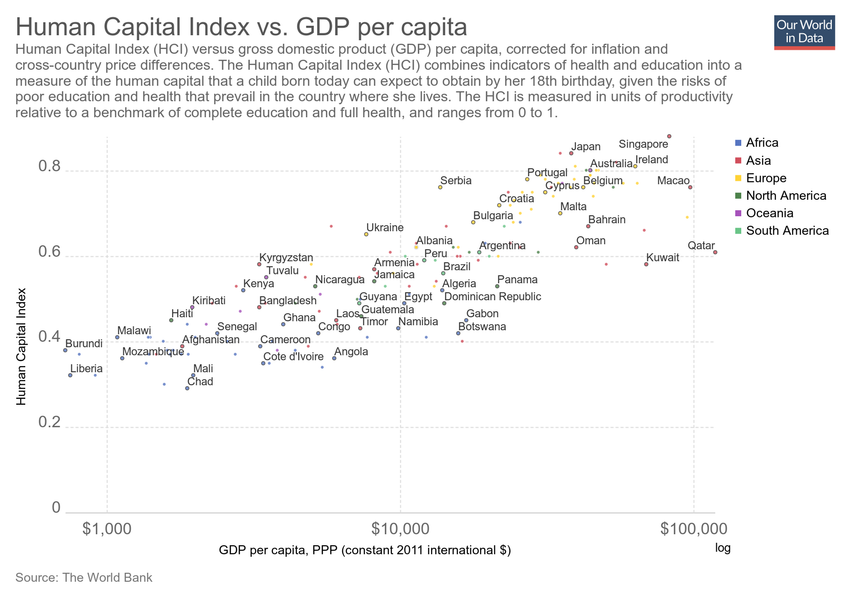 Human Capital Index vs. GDP per capita
Our World
in Data
Human Capital Index (HCI) versus gross domestic product (GDP) per capita, corrected for inflation and
cross-country price differences. The Human Capital Index (HCI) combines indicators of health and education into a
measure of the human capital that a child born today can expect to obtain by her 18th birthday, given the risks of
poor education and health that prevail in the country where she lives. The HCI is measured in units of productivity
relative to a benchmark of complete education and full health, and ranges from 0 to 1.
Africa
Asia
Europe
North America
Oceania
South America
Human Capital Index
0.8
0.6
0.4
0.2
0
Japan
Singapore
Australia
Ireland
Portugal
Serbia
Cyprus
Belgium
Macao
Croatia
Malta
Bulgaria
Bahrain
Ukraine
Albania
Argentina
Oman
Qatar
Peru
Kuwait
Kyrgyzstan
Armenia
Brazil
Tuvalu
Jamaica
Nicaragua
Algeria
Panama
Kenya
Guyana
Egypt
Dominican Republic
Kiribati
Bangladesh
Guatemala
Haiti
Ghana
Laos
Timor
Namibia
Gabon
Malawi
Senegal
Congo
Botswana
Burundi
Afghanistan
Cameroon
Mozambique
Cote d'Ivoire
Angola
Liberia
Mali
Chad
$1,000
$10,000
$100,000
GDP per capita, PPP (constant 2011 international $)
log
Source: The World Bank